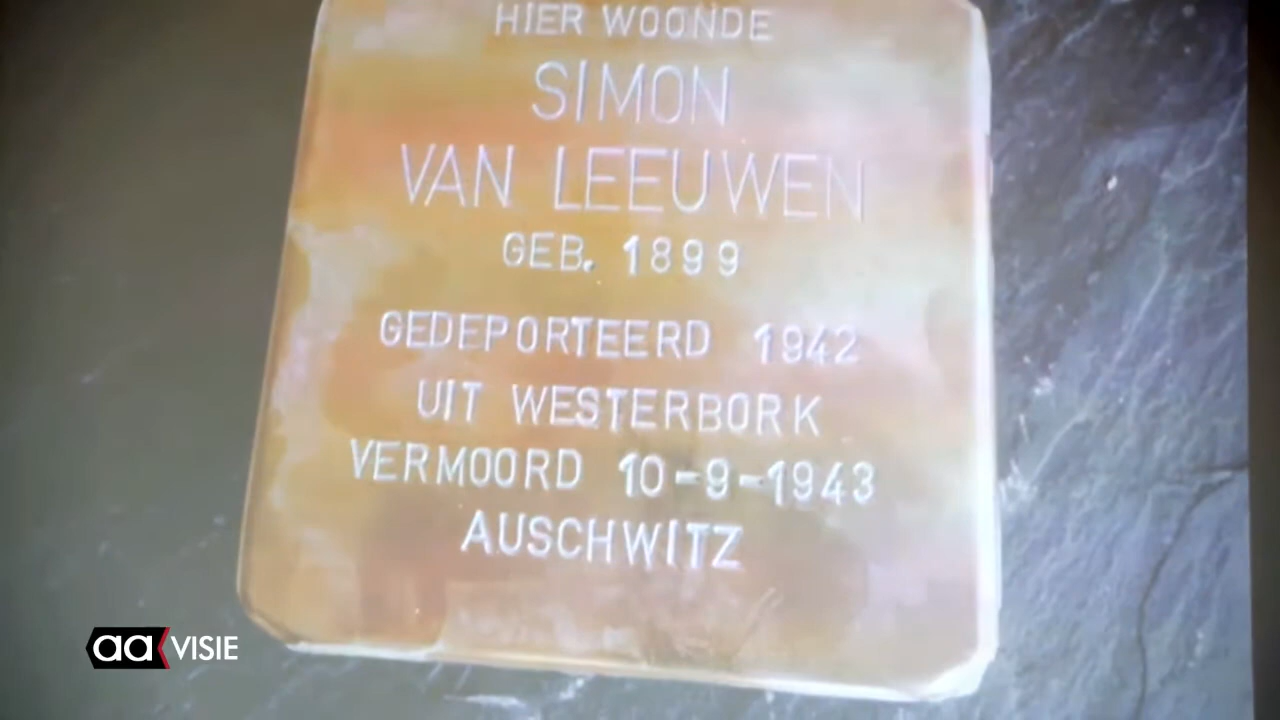 HIER WOONDE
SIMON
VAN LEEUWEN
GEB. 1899
GEDEPORTEERD 1942
UIT WESTERBORK
VERMOORD 10-9-1943
AUSCHWITZ
aa VISIE